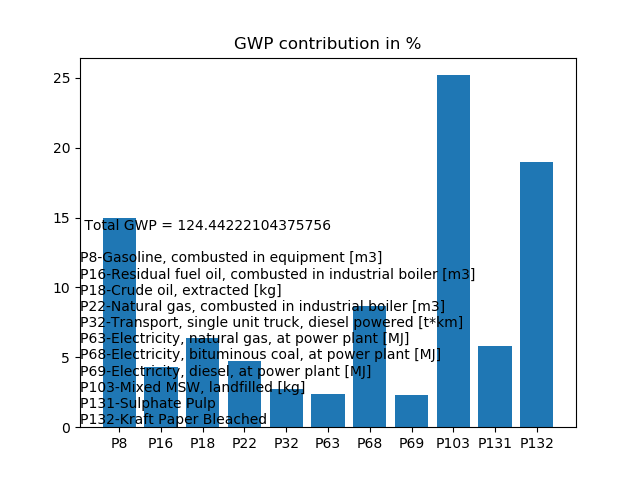 GWP contribution in %
25
20
15
10
5
0
Total GWP = 124.44222104375756
P8-Gasoline, combusted in equipment [m3]
P16-Residual fuel oil, combusted in industrial boiler [m3]
P18-Crude oil, extracted [kg]
P22-Natural gas, combusted in industrial boiler [m3]
P32-Transport, single unit truck, diesel powered [t*km]
P63-Electricity, natural gas, at power plant [MJ]
P68-Electricity, bituminous coal, at power plant [MJ]
P69-Electricity, diesel, at power plant [MJ]
P103-Mixed MSW, landfilled [kg]
P131-Sulphate Pulp
P132-Kraft Paper Bleached
P8 P16 P18 P22 P32 P63 P68 P69 P103 P131 P132